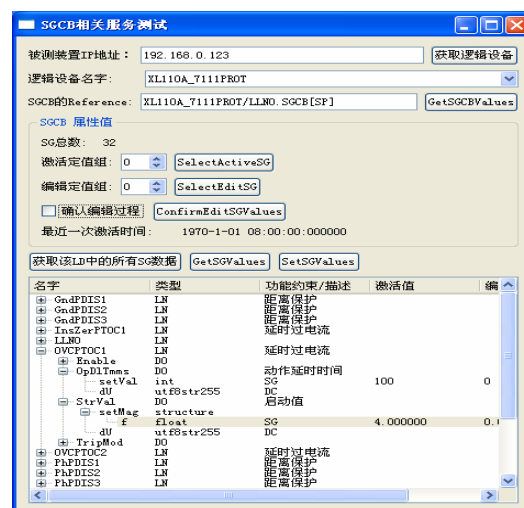 SGCB相关服务测试
被测装置IP地址： 192.168.0.123 获取逻辑设备
逻辑设备名字： XL110A_7111PROT
SGCB的Reference: XL110A_7111PROT/LLN0.SGCB[SP] GetSGCBValues
SGCB 属性值
SG总数： 32
激活定值组: 0 SelectActiveSG
编辑定值组: 0 SelectEditSG
确认编辑过程 ConfirmEditSGValues
最近一次激活时间： 1970-1-01 08:00:00:000000
获取该LD中的所有SG数据 GetSGValues SetSGValues
名字 类型 功能约束/描述 激活值 编
GndPDIS1 LN 距离保护
GndPDIS2 LN 距离保护
GndPDIS3 LN 距离保护
InsZerPTOC1 LN 延时过电流
LLN0 LN
OVCPTOC1 LN 延时过电流
Enable DO
OpDlTmms DO 动作延时时间
setVal int SG 100 0
dU utf8str255 DC
StrVal DO 启动值
setMag structure
f float SG 4.000000 0.
dU utf8str255 DC
TripMod DO
OVCPTOC2 LN 延时过电流
PhPDIS1 LN 距离保护
PhPDIS2 LN 距离保护
PhPDIS3 LN 距离保护